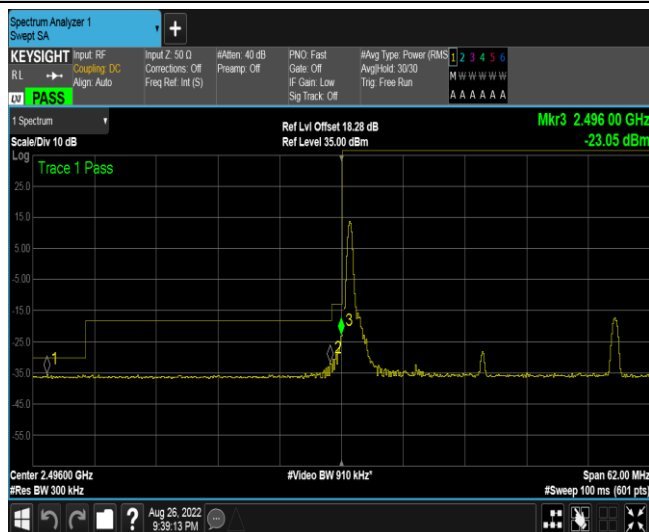 Spectrum Analyzer 1
Swept SA
+
KEYSIGHT
RL
LXI PASS
Input: RF
Coupling: DC
Align: Auto
Input Z: 50 Ω
Corrections: Off
Freq Ref: Int (S)
#Atten: 40 dB
Preamp: Off
PNO: Fast
Gate: Off
IF Gain: Low
Sig Track: Off
#Avg Type: Power (RMS
Avg|Hold: 30/30
Trig: Free Run
1 2 3 4 5 6
M W W W W W
A A A A A A
1 Spectrum
Scale/Div 10 dB
Ref Lvl Offset 18.28 dB
Ref Level 35.00 dBm
Mkr3 2.496 00 GHz
-23.05 dBm
Log
Trace 1 Pass
25.0
15.0
5.00
-5.00
-15.0
-25.0
-35.0
-45.0
-55.0
1
2
3
Center 2.49600 GHz
#Res BW 300 kHz
#Video BW 910 kHz*
Span 62.00 MHz
#Sweep 100 ms (601 pts)
?
Aug 26, 2022
9:39:13 PM